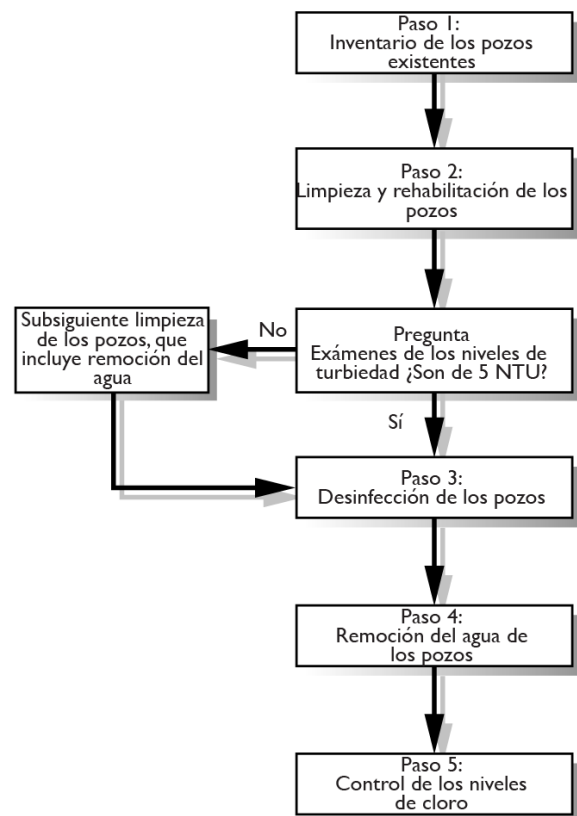 Paso 1:
Inventario de los pozos
existentes
Paso 2:
Limpieza y rehabilitación de los
pozos
Subsiguiente limpieza
de los pozos, que
incluye remoción del
agua
No
Pregunta
Exámenes de los niveles de
turbiedad ¿Son de 5 NTU?
Sí
Paso 3:
Desinfección de los pozos
Paso 4:
Remoción del agua de
los pozos
Paso 5:
Control de los niveles
de cloro